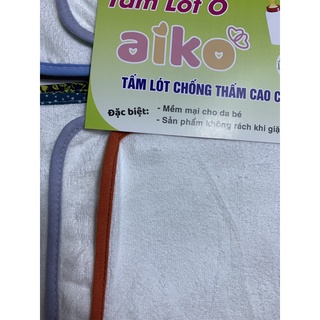 Tấm Lót Ô
aiko
TẤM LÓT CHỐNG THẤM CAO C
Đặc biệt: - Mềm mại cho da bé
- Sản phẩm không rách khi giặ